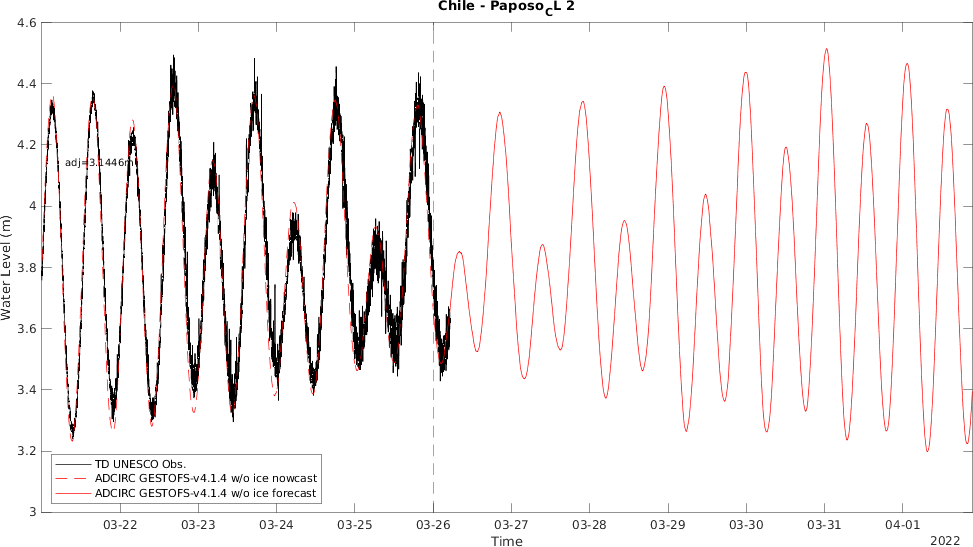 Chile - Paposo_CL 2
4.6
4.4
4.2
4
3.8
3.6
3.4
3.2
3
Water Level (m)
adj=3.1446m
TD UNESCO Obs.
ADCIRC GESTOFS-v4.1.4 w/o ice nowcast
ADCIRC GESTOFS-v4.1.4 w/o ice forecast
03-22 03-23 03-24 03-25 03-26 03-27 03-28 03-29 03-30 03-31 04-01
Time
2022